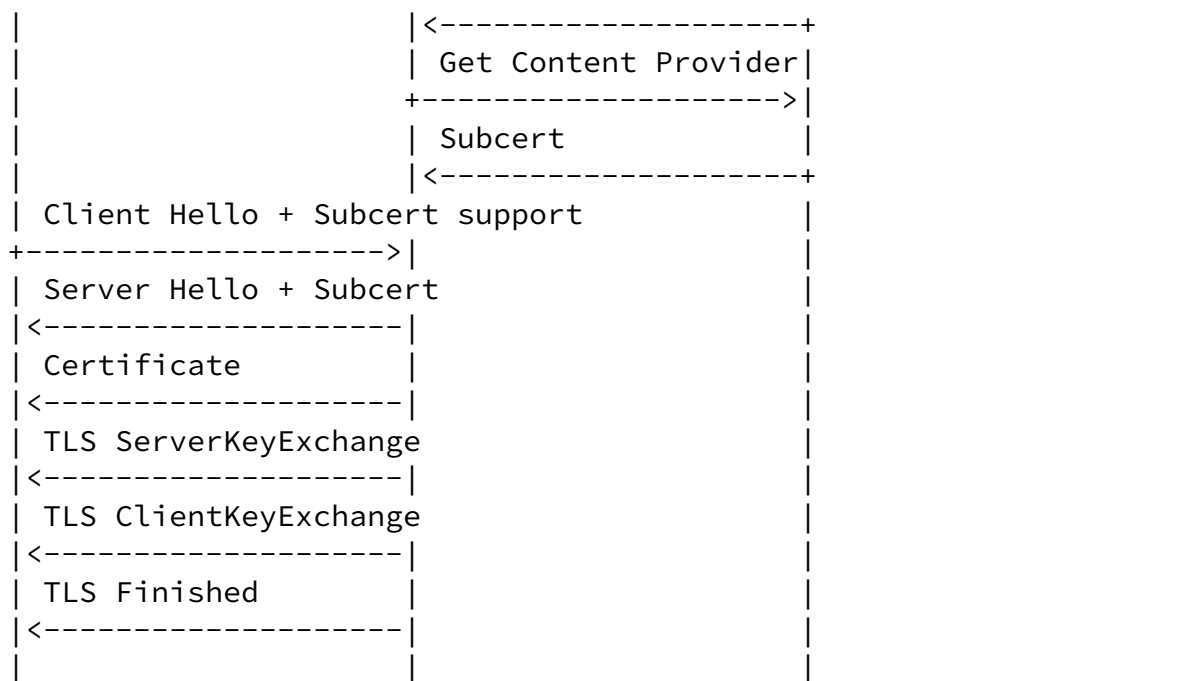 |                     |<--------------------+
|                     | Get Content Provider|
|                     +-------------------->|
|                     | Subcert             |
|                     |<--------------------+
| Client Hello + Subcert support            |
+-------------------->|                     |
| Server Hello + Subcert                    |
|<--------------------|                     |
| Certificate         |                     |
|<--------------------|                     |
| TLS ServerKeyExchange                     |
|<--------------------|                     |
| TLS ClientKeyExchange                     |
|<--------------------|                     |
| TLS Finished        |                     |
|<--------------------|                     |
|                     |                     |